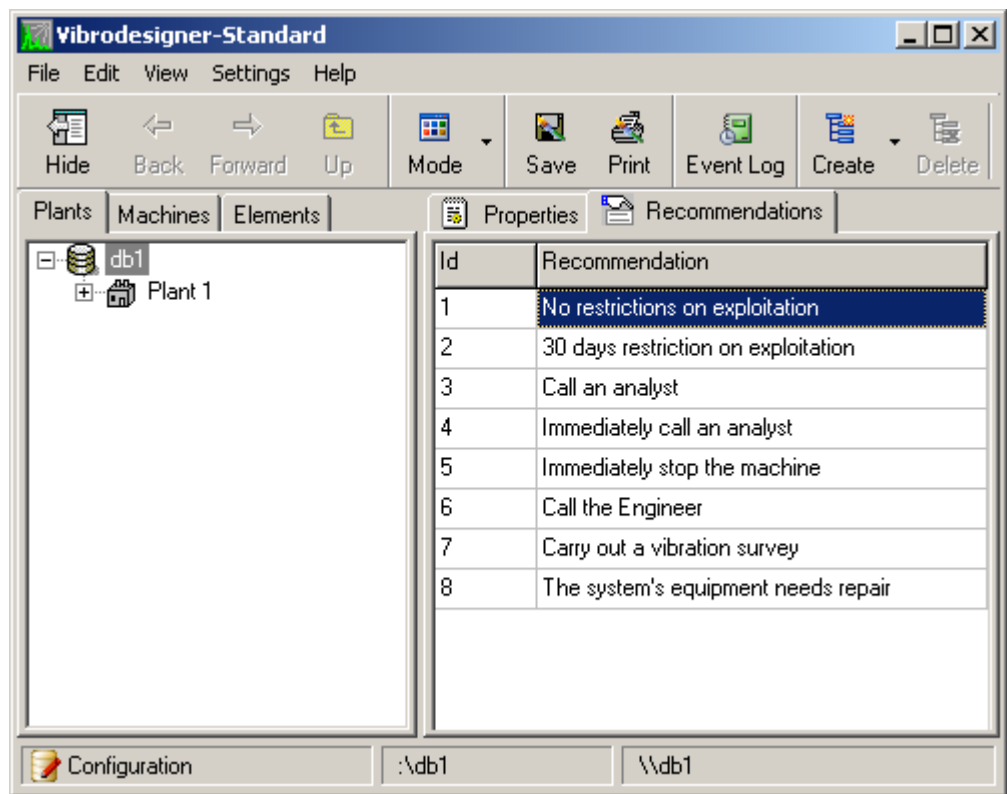 Vibrodesigner-Standard
File Edit View Settings Help
Hide Back Forward Up Mode Save Print Event Log Create Delete
Plants Machines Elements Properties Recommendations
db1
Plant 1
Id Recommendation
1 No restrictions on exploitation
2 30 days restriction on exploitation
3 Call an analyst
4 Immediately call an analyst
5 Immediately stop the machine
6 Call the Engineer
7 Carry out a vibration survey
8 The system's equipment needs repair
Configuration :\db1 \\db1